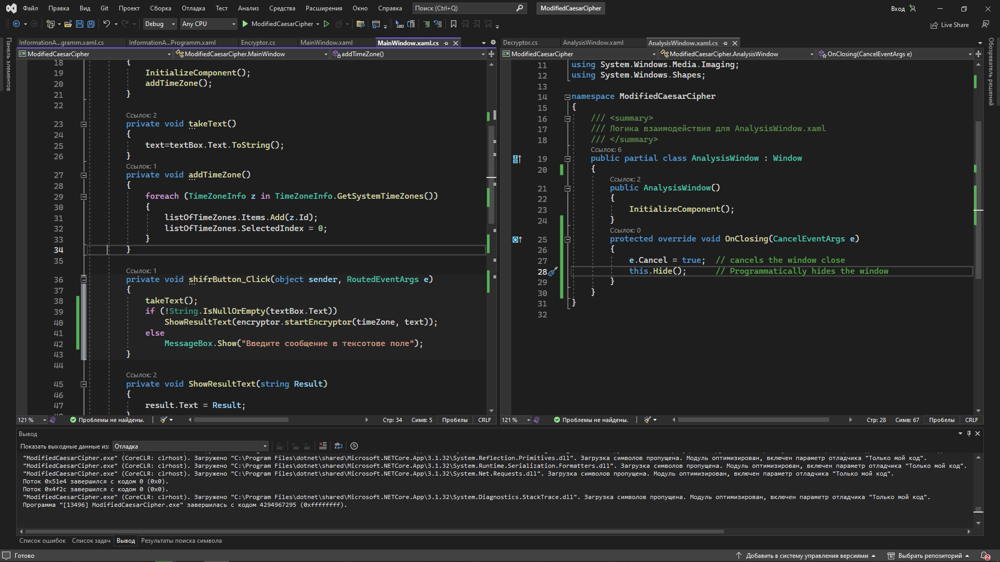 Файл Правка Вид Git Проект Сборка Отладка Тест Анализ Средства Расширения Окно Справка Поиск (Ctrl+Q) ModifiedCaesarCipher Вход
Debug Any CPU ModifiedCaesarCipher Live Share
Панель элементов
InformationA...gramm.xaml.cs InformationA...Programm.xaml Encryptor.cs MainWindow.xaml MainWindow.xaml.cs
ModifiedCaesarCipher ModifiedCaesarCipher.MainWindow addTimeZone()
18 {
19 InitializeComponent();
20 addTimeZone();
21 }
22
Ссылок: 2
23 private void takeText()
24 {
25 text=textBox.Text.ToString();
26 }
Ссылок: 1
27 private void addTimeZone()
28 {
29 foreach (TimeZoneInfo z in TimeZoneInfo.GetSystemTimeZones())
30 {
31 listOfTimeZones.Items.Add(z.Id);
32 listOfTimeZones.SelectedIndex = 0;
33 }
34 }
35
Ссылок: 1
36 private void shifrButton_Click(object sender, RoutedEventArgs e)
37 {
38 takeText();
39 if (!String.IsNullOrEmpty(textBox.Text))
40 ShowResultText(encryptor.startEncryptor(timeZone, text));
41 else
42 MessageBox.Show("Введите сообщение в тексотове поле");
43 }
44
Ссылок: 2
45 private void ShowResultText(string Result)
46 {
47 result.Text = Result;
121 % Проблемы не найдены. Стр: 34 Симв: 5 Пробелы CRLF
Decryptor.cs AnalysisWindow.xaml AnalysisWindow.xaml.cs
ModifiedCaesarCipher ModifiedCaesarCipher.AnalysisWindow OnClosing(CancelEventArgs e)
11 using System.Windows.Media.Imaging;
12 using System.Windows.Shapes;
13
14 namespace ModifiedCaesarCipher
15 {
16 /// <summary>
17 /// Логика взаимодействия для AnalysisWindow.xaml
18 /// </summary>
Ссылок: 6
19 public partial class AnalysisWindow : Window
20 {
Ссылок: 2
21 public AnalysisWindow()
22 {
23 InitializeComponent();
24 }
Ссылок: 0
25 protected override void OnClosing(CancelEventArgs e)
26 {
27 e.Cancel = true; // cancels the window close
28 this.Hide(); // Programmatically hides the window
29 }
30 }
31 }
32
121 % Проблемы не найдены. Стр: 28 Симв: 67 Пробелы CRLF
Обозреватель решений
Вывод
Показать выходные данные из: Отладка
"ModifiedCaesarCipher.exe" (CoreCLR: clrhost). Загружено "C:\Program Files\dotnet\shared\Microsoft.NETCore.App\3.1.32\System.Reflection.Primitives.dll". Загрузка символов пропущена. Модуль оптимизирован, включен параметр отладчика "Только мой код".
"ModifiedCaesarCipher.exe" (CoreCLR: clrhost). Загружено "C:\Program Files\dotnet\shared\Microsoft.NETCore.App\3.1.32\System.Runtime.Serialization.Formatters.dll". Загрузка символов пропущена. Модуль оптимизирован, включен параметр отладчика "Только мой код".
"ModifiedCaesarCipher.exe" (CoreCLR: clrhost). Загружено "C:\Program Files\dotnet\shared\Microsoft.NETCore.App\3.1.32\System.Net.Requests.dll". Загрузка символов пропущена. Модуль оптимизирован, включен параметр отладчика "Только мой код".
Поток 0x51e4 завершился с кодом 0 (0x0).
Поток 0x4f2c завершился с кодом 0 (0x0).
"ModifiedCaesarCipher.exe" (CoreCLR: clrhost). Загружено "C:\Program Files\dotnet\shared\Microsoft.NETCore.App\3.1.32\System.Diagnostics.StackTrace.dll". Загрузка символов пропущена. Модуль оптимизирован, включен параметр отладчика "Только мой код".
Программа "[13496] ModifiedCaesarCipher.exe" завершилась с кодом 4294967295 (0xffffffff).
Список ошибок Список задач Вывод Результаты поиска символа
Готово Добавить в систему управления версиями Выбрать репозиторий 2